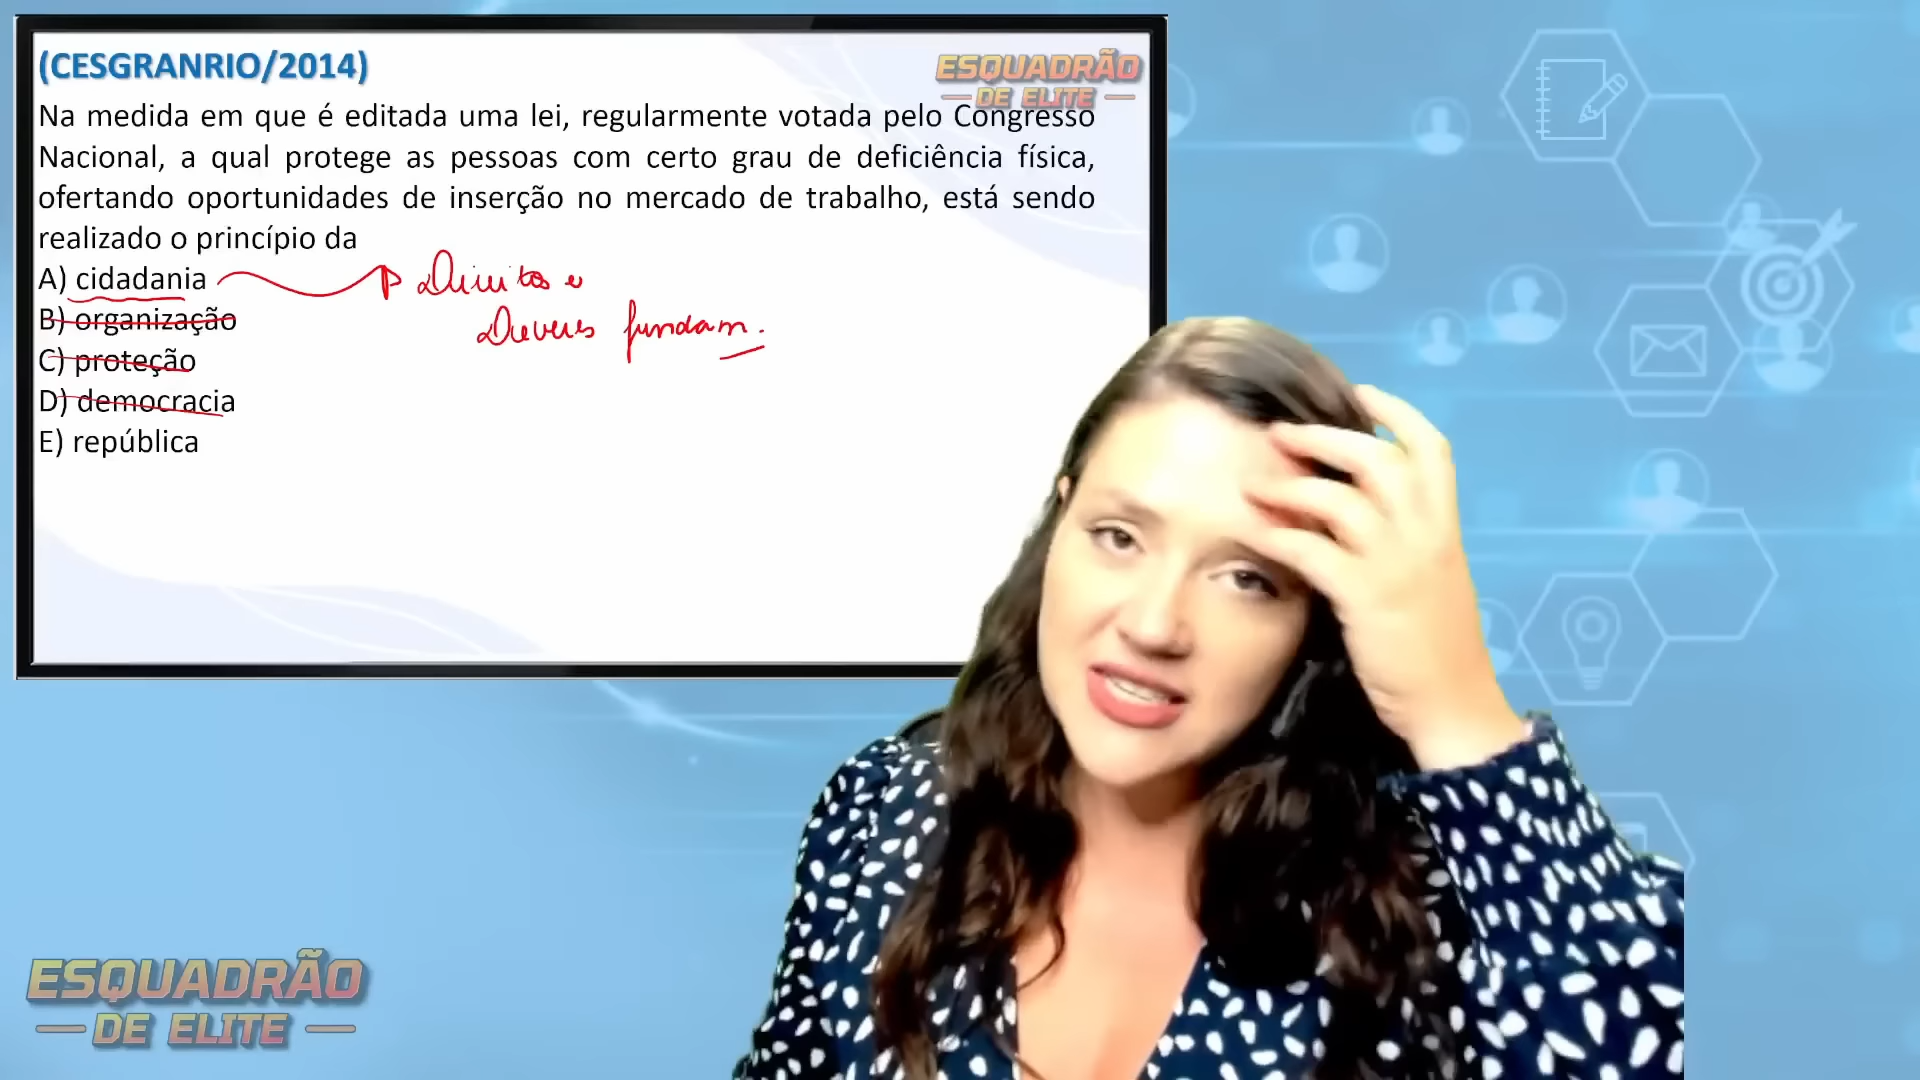 (CESGRANRIO/2014)
ESQUADRÃO
DE ELITE
Na medida em que é editada uma lei, regularmente votada pelo Congresso
Nacional, a qual protege as pessoas com certo grau de deficiência física,
ofertando oportunidades de inserção no mercado de trabalho, está sendo
realizado o princípio da
A) cidadania
Direitos e
Deveres fundam.
B) organização
C) proteção
D) democracia
E) república
ESQUADRÃO
DE ELITE